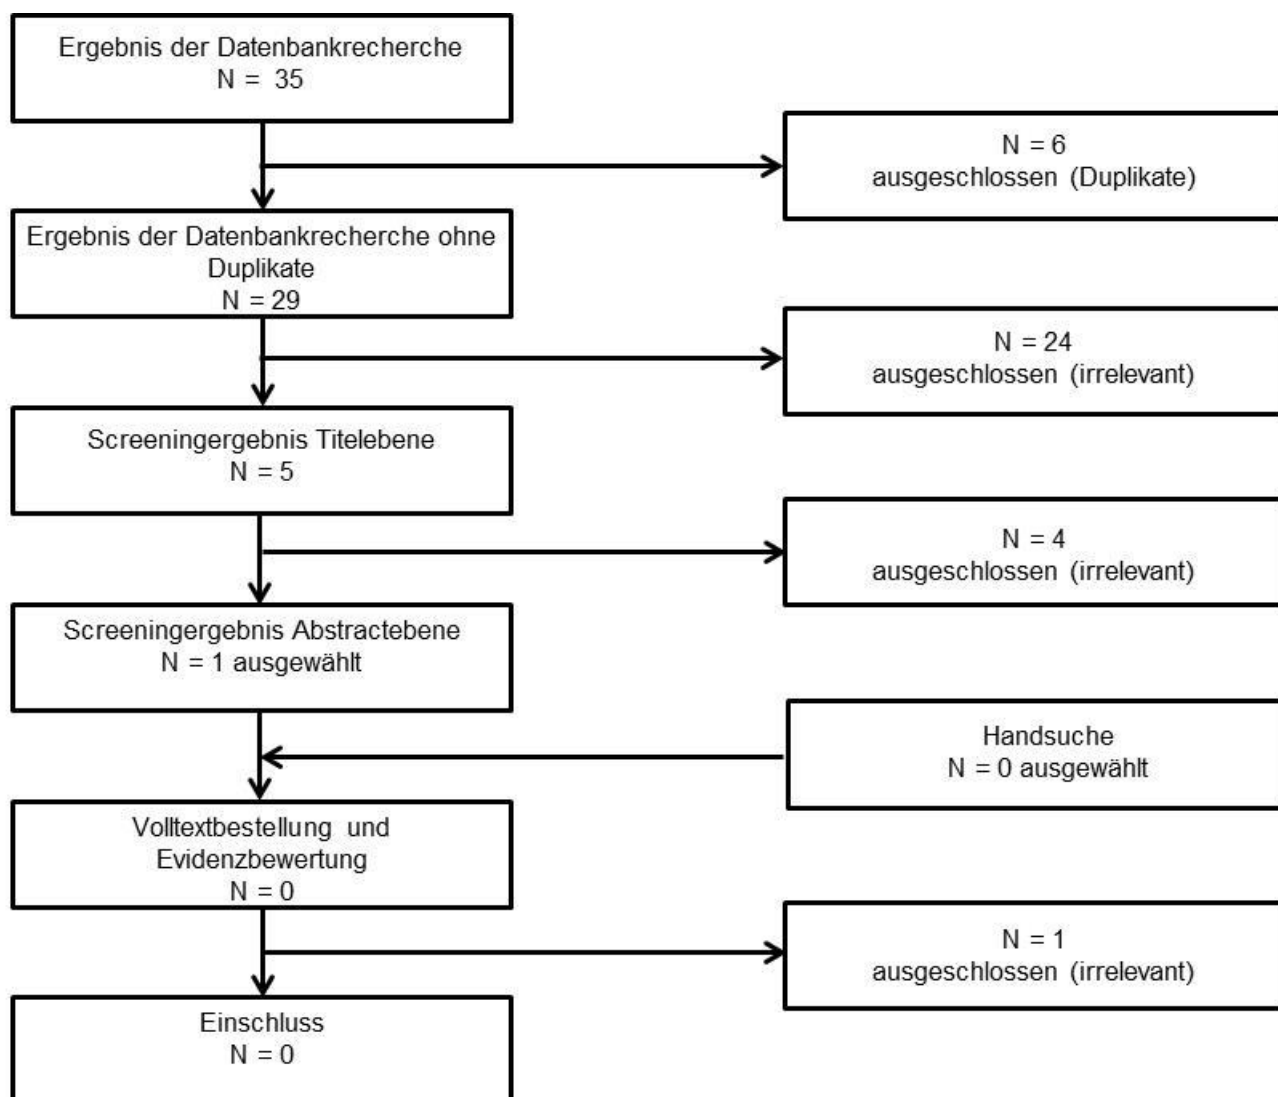 Ergebnis der Datenbankrecherche
N = 35
N = 6
ausgeschlossen (Duplikate)
Ergebnis der Datenbankrecherche ohne
Duplikate
N = 29
N = 24
ausgeschlossen (irrelevant)
Screeningergebnis Titelebene
N = 5
N = 4
ausgeschlossen (irrelevant)
Screeningergebnis Abstractebene
N = 1 ausgewählt
Handsuche
N = 0 ausgewählt
Volltextbestellung und
Evidenzbewertung
N = 0
N = 1
ausgeschlossen (irrelevant)
Einschluss
N = 0